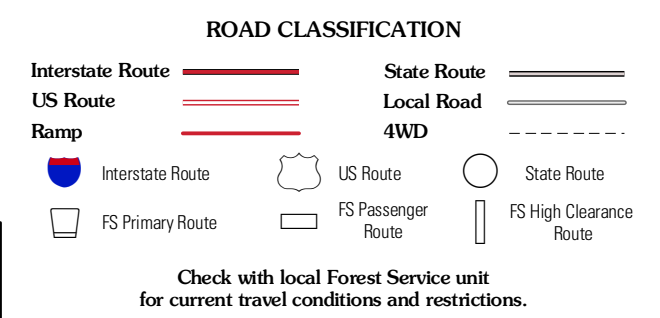 ROAD CLASSIFICATION
Interstate Route
State Route
US Route
Local Road
Ramp
4WD
Interstate Route
US Route
State Route
FS Primary Route
FS Passenger
Route
FS High Clearance
Route
Check with local Forest Service unit
for current travel conditions and restrictions.